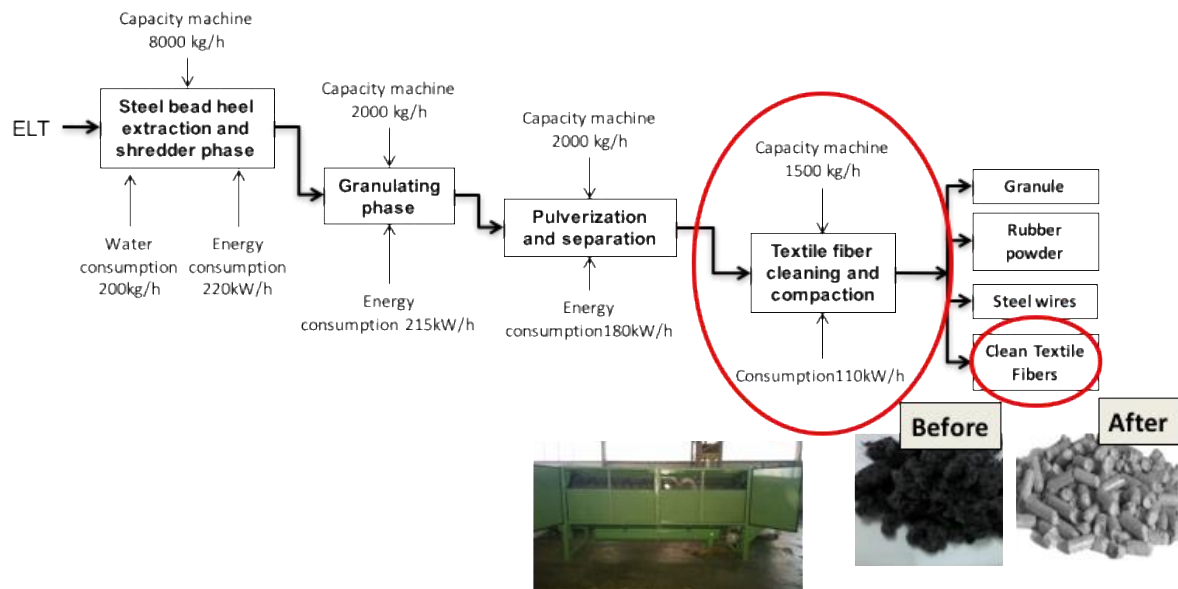 Capacity machine
8000 kg/h
ELT
Steel bead heel
extraction and
shredder phase
Water
consumption
200kg/h
Energy
consumption
220kW/h
Capacity machine
2000 kg/h
Granulating
phase
Energy
consumption 215kW/h
Capacity machine
2000 kg/h
Pulverization
and separation
Energy
consumption180kW/h
Capacity machine
1500 kg/h
Textile fiber
cleaning and
compaction
Consumption110kW/h
Granule
Rubber
powder
Steel wires
Clean Textile
Fibers
Before
After